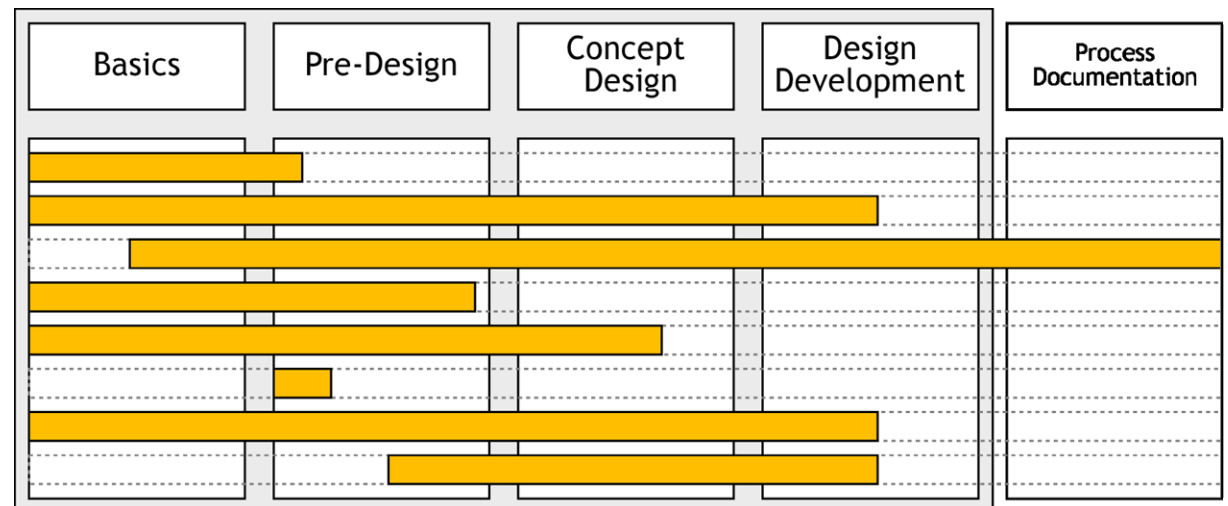 Basics
Pre-Design
Concept
Design
Design
Development
Process
Documentation